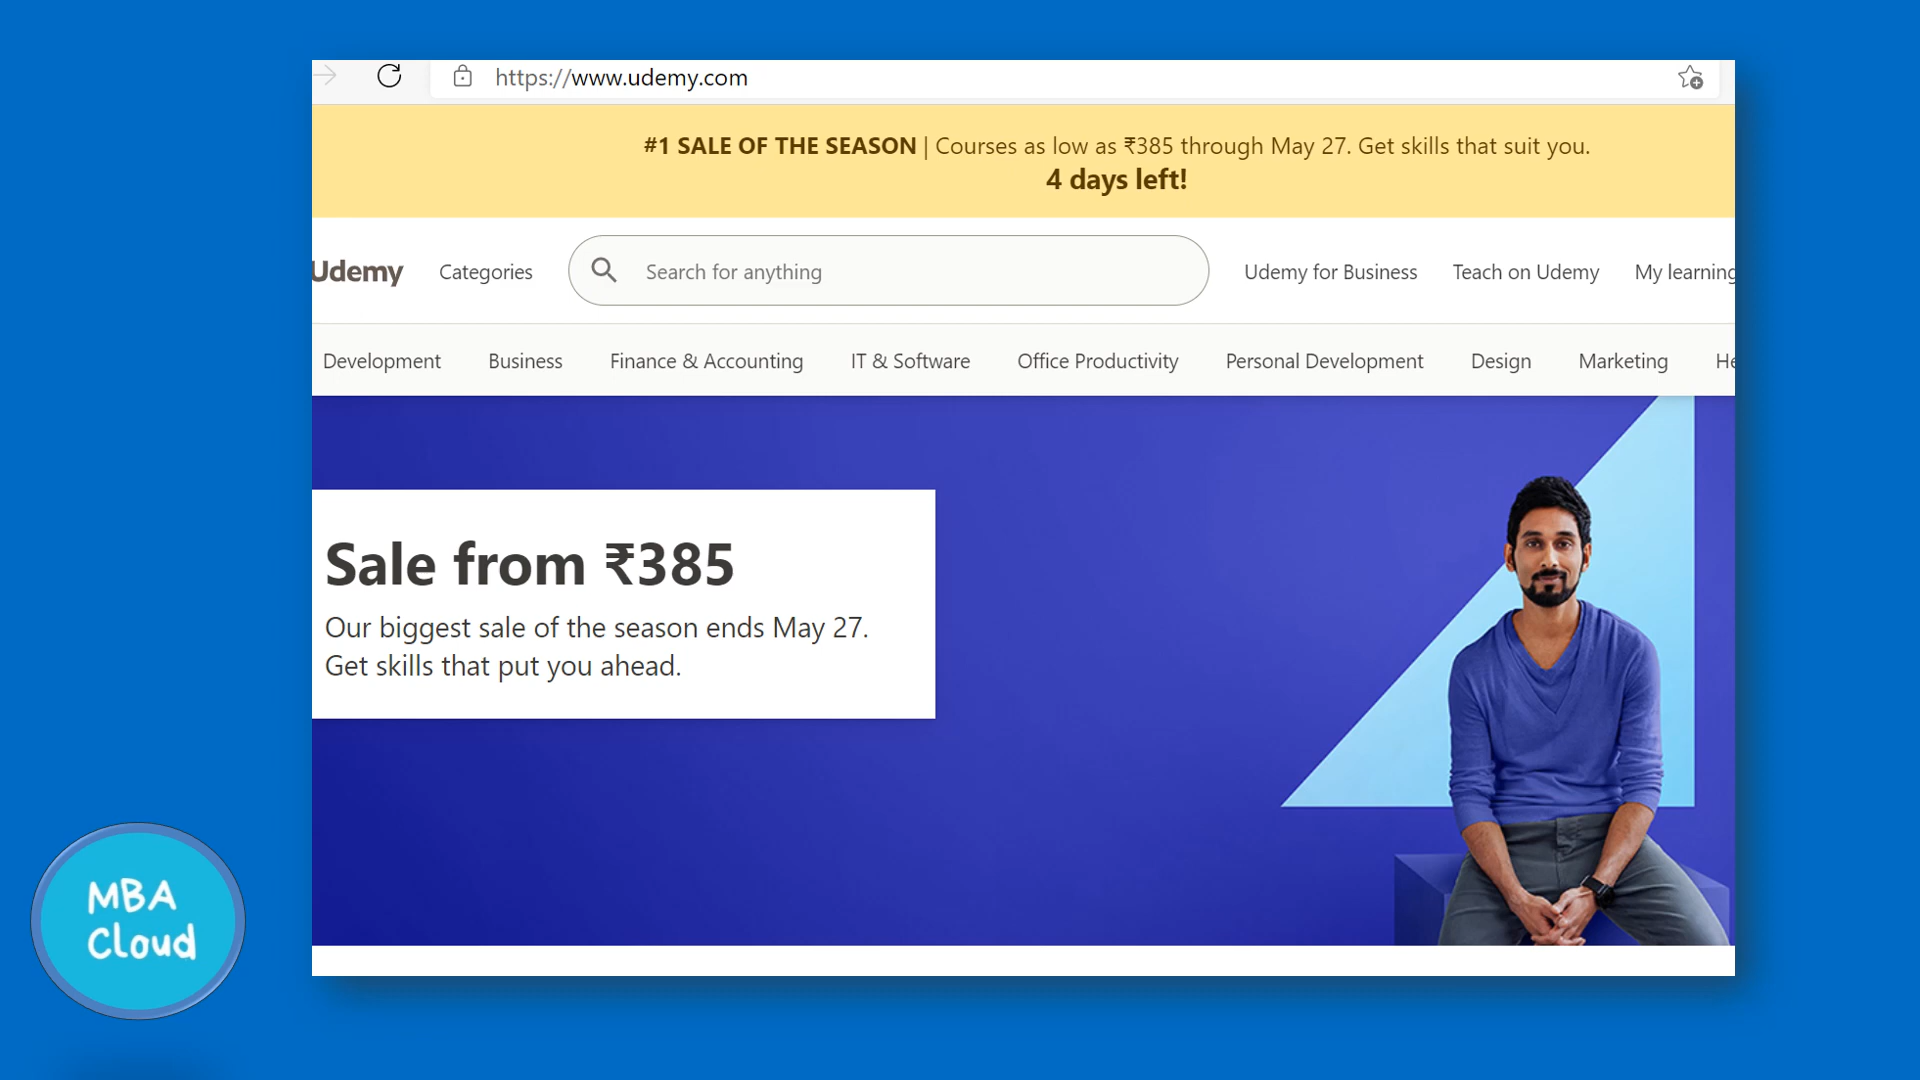 https://www.udemy.com
#1 SALE OF THE SEASON | Courses as low as ₹385 through May 27. Get skills that suit you.
4 days left!
Udemy
Categories
Search for anything
Udemy for Business
Teach on Udemy
My learning
Development
Business
Finance & Accounting
IT & Software
Office Productivity
Personal Development
Design
Marketing
He
Sale from ₹385
Our biggest sale of the season ends May 27.
Get skills that put you ahead.
MBA
Cloud